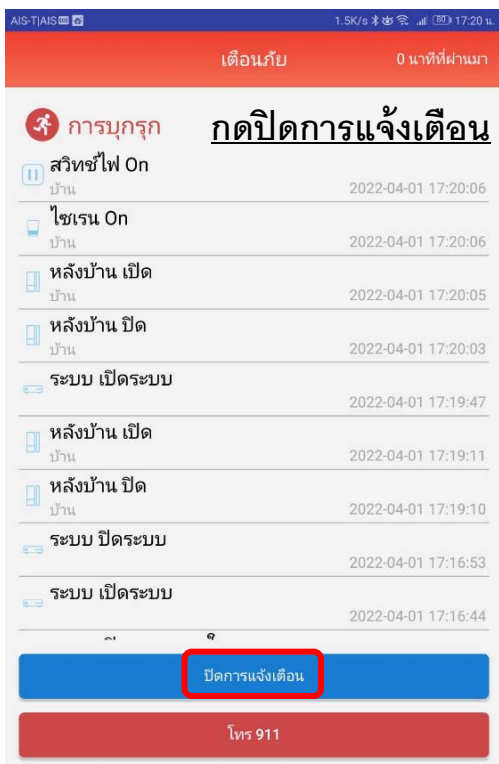 AIS-T|AIS 1.5K/s 80 17:20 น.
เตือนภัย 0 นาทีที่ผ่านมา
การบุกรุก กดปิดการแจ้งเตือน
สวิทช์ไฟ On
บ้าน 2022-04-01 17:20:06
ไซเรน On
บ้าน 2022-04-01 17:20:06
หลังบ้าน เปิด
บ้าน 2022-04-01 17:20:05
หลังบ้าน ปิด
บ้าน 2022-04-01 17:20:03
ระบบ เปิดระบบ
2022-04-01 17:19:47
หลังบ้าน เปิด
บ้าน 2022-04-01 17:19:11
หลังบ้าน ปิด
บ้าน 2022-04-01 17:19:10
ระบบ ปิดระบบ
2022-04-01 17:16:53
ระบบ เปิดระบบ
2022-04-01 17:16:44
ปิดการแจ้งเตือน
โทร 911